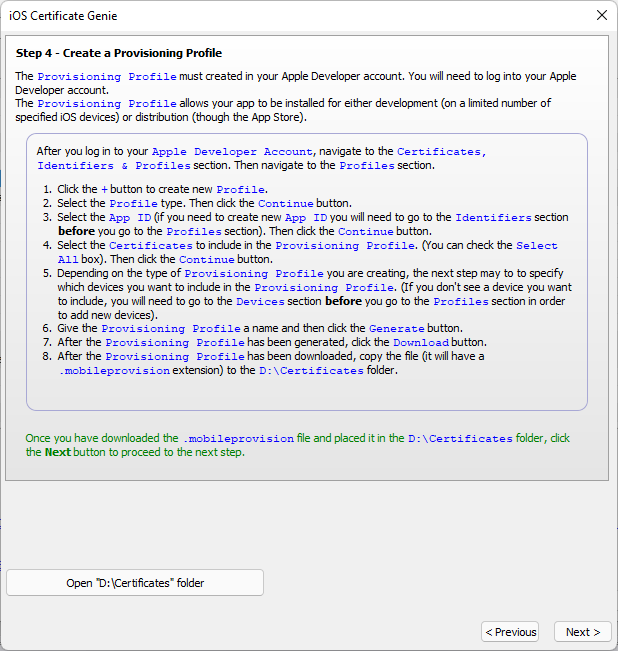 iOS Certificate Genie
Step 4 - Create a Provisioning Profile
The Provisioning Profile must created in your Apple Developer account. You will need to log into your Apple
Developer account.
The Provisioning Profile allows your app to be installed for either development (on a limited number of
specified iOS devices) or distribution (though the App Store).
After you log in to your Apple Developer Account, navigate to the Certificates,
Identifiers & Profiles section. Then navigate to the Profiles section.
1. Click the + button to create new Profile.
2. Select the Profile type. Then click the Continue button.
3. Select the App ID (if you need to create new App ID you will need to go to the Identifiers section
before you go to the Profiles section). Then click the Continue button.
4. Select the Certificates to include in the Provisioning Profile. (You can check the Select
All box). Then click the Continue button.
5. Depending on the type of Provisioning Profile you are creating, the next step may to to specify
which devices you want to include in the Provisioning Profile. (If you don't see a device you want
to include, you will need to go to the Devices section before you go to the Profiles section in order
to add new devices).
6. Give the Provisioning Profile a name and then click the Generate button.
7. After the Provisioning Profile has been generated, click the Download button.
8. After the Provisioning Profile has been downloaded, copy the file (it will have a
.mobileprovision extension) to the D:\Certificates folder.
Once you have downloaded the .mobileprovision file and placed it in the D:\Certificates folder, click
the Next button to proceed to the next step.
Open "D:\Certificates" folder
< Previous
Next >